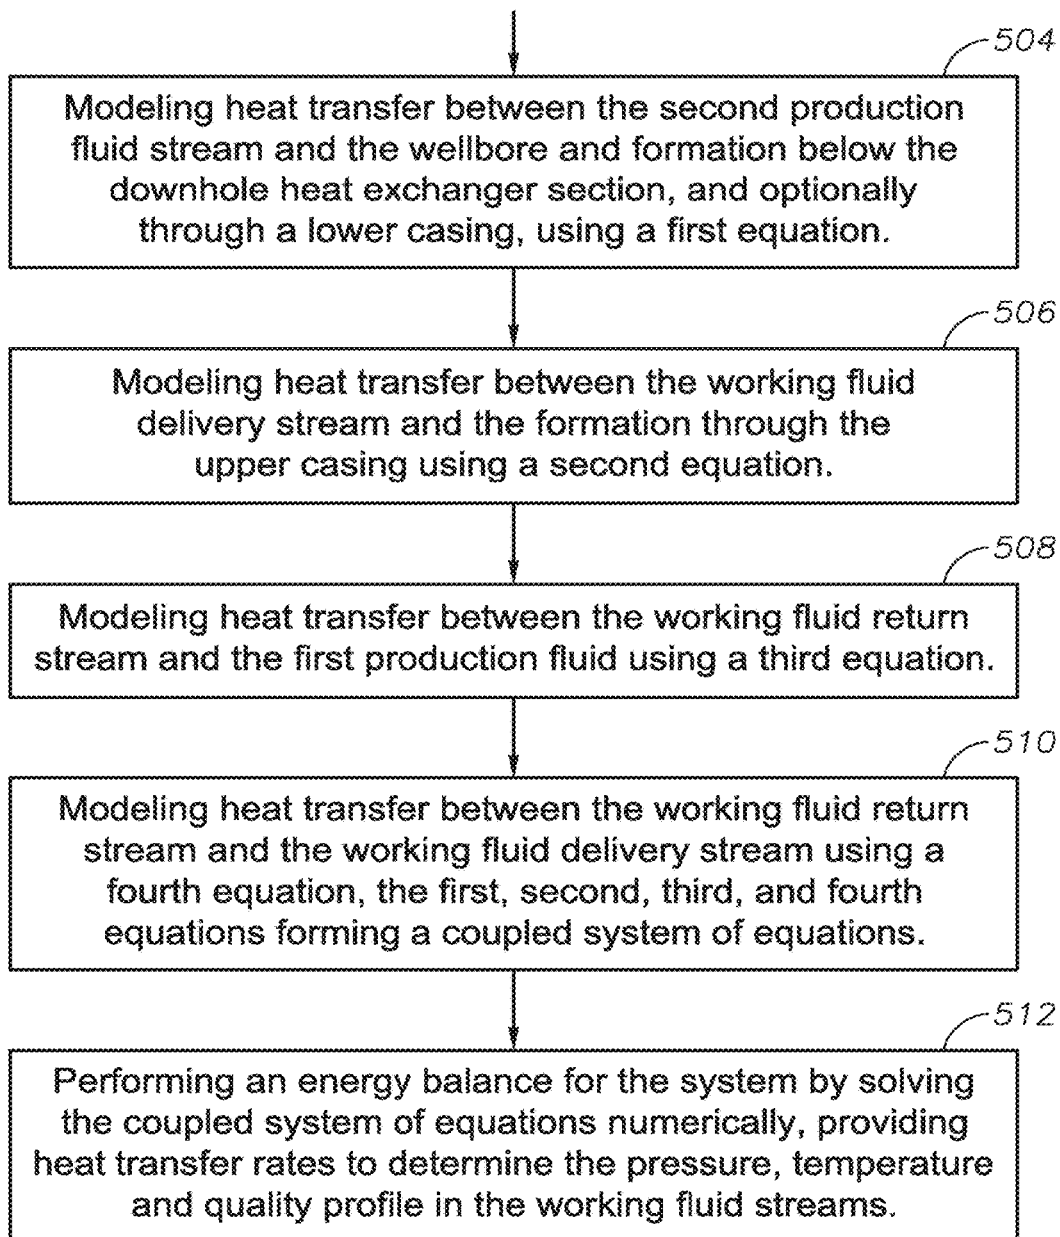 504
Modeling heat transfer between the second production
fluid stream and the wellbore and formation below the
downhole heat exchanger section, and optionally
through a lower casing, using a first equation.
506
Modeling heat transfer between the working fluid
delivery stream and the formation through the
upper casing using a second equation.
508
Modeling heat transfer between the working fluid return
stream and the first production fluid using a third equation.
510
Modeling heat transfer between the working fluid return
stream and the working fluid delivery stream using a
fourth equation, the first, second, third, and fourth
equations forming a coupled system of equations.
512
Performing an energy balance for the system by solving
the coupled system of equations numerically, providing
heat transfer rates to determine the pressure, temperature
and quality profile in the working fluid streams.